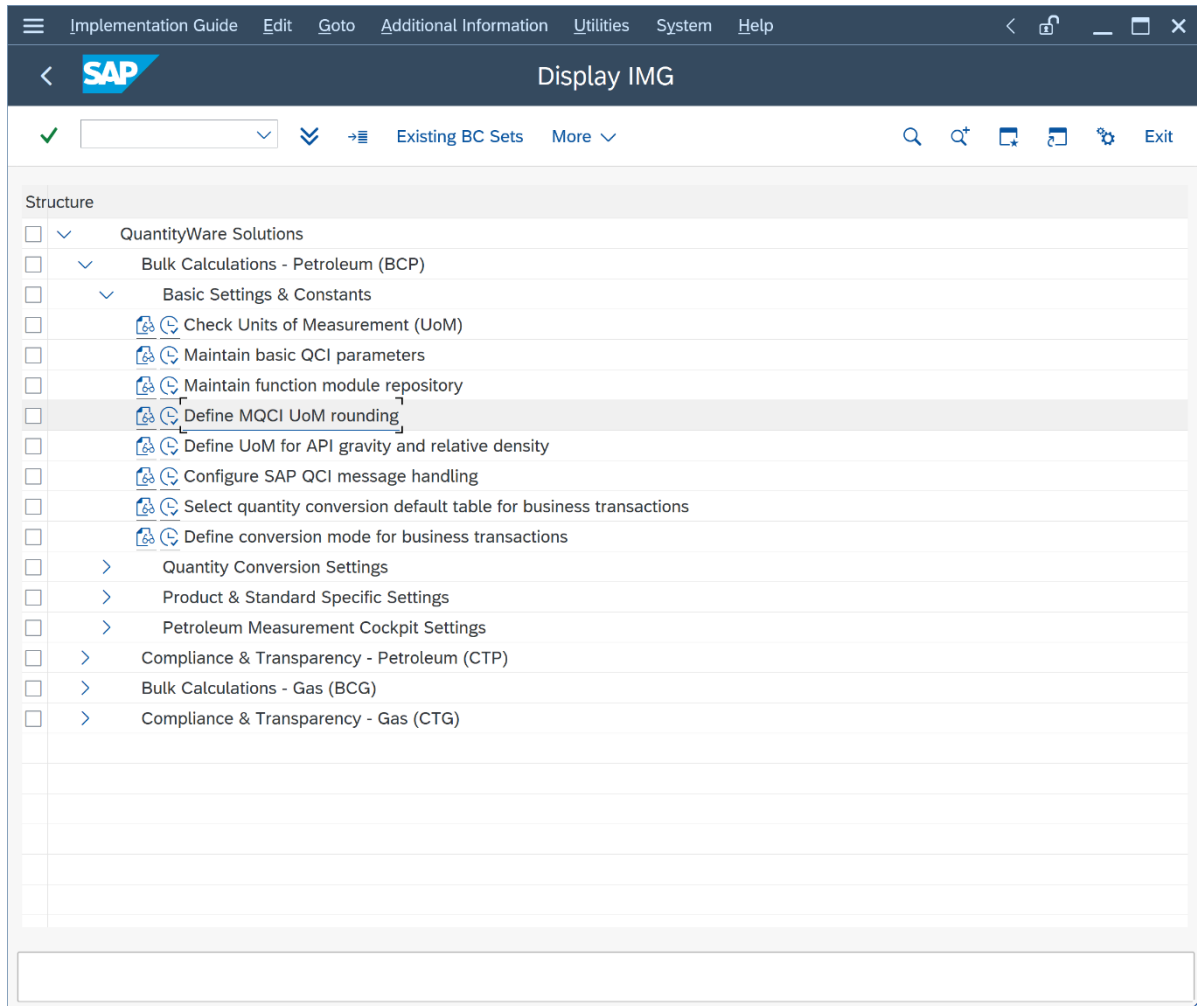 Implementation Guide Edit Goto Additional Information Utilities System Help
SAP Display IMG
Existing BC Sets More Exit
Structure
QuantityWare Solutions
Bulk Calculations - Petroleum (BCP)
Basic Settings & Constants
Check Units of Measurement (UoM)
Maintain basic QCI parameters
Maintain function module repository
Define MQCI UoM rounding
Define UoM for API gravity and relative density
Configure SAP QCI message handling
Select quantity conversion default table for business transactions
Define conversion mode for business transactions
Quantity Conversion Settings
Product & Standard Specific Settings
Petroleum Measurement Cockpit Settings
Compliance & Transparency - Petroleum (CTP)
Bulk Calculations - Gas (BCG)
Compliance & Transparency - Gas (CTG)